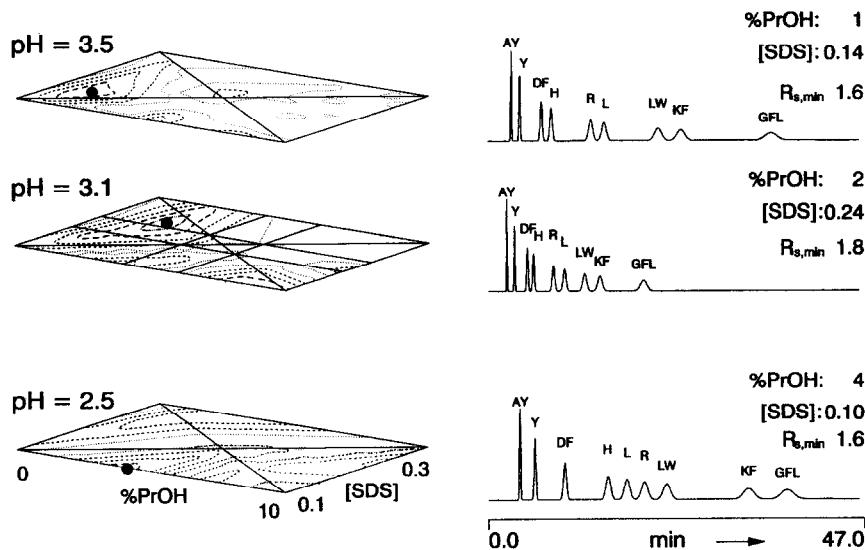 pH = 3.5
AY
Y
DF
H
R
L
LW
KF
GFL
%PrOH: 1
[SDS]:0.14
Rs,min 1.6
pH = 3.1
AY
Y
DF
H
R
L
LW
KF
GFL
%PrOH: 2
[SDS]:0.24
Rs,min 1.8
pH = 2.5
0
%PrOH
10
0.1
[SDS]
0.3
AY
Y
DF
H
L
R
LW
KF
GFL
%PrOH: 4
[SDS]:0.10
Rs,min 1.6
0.0 min 47.0